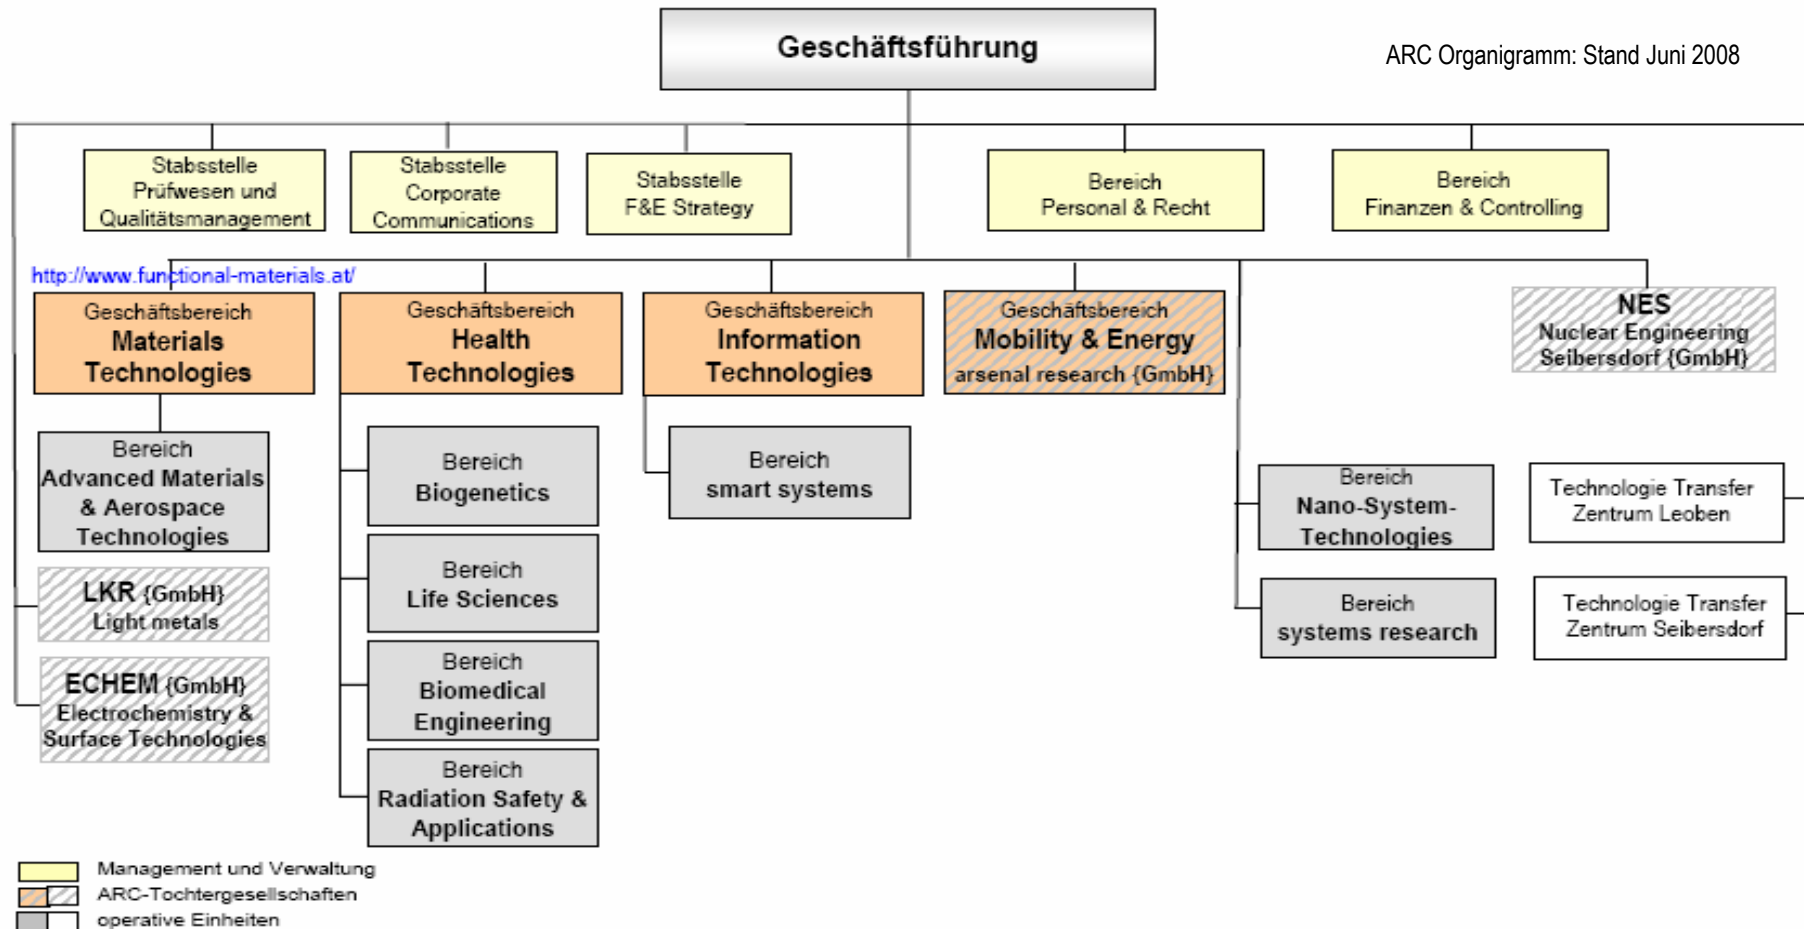 Geschäftsführung
ARC Organigramm: Stand Juni 2008
Stabsstelle
Prüfwesen und
Qualitätsmanagement
Stabsstelle
Corporate
Communications
Stabsstelle
F&E Strategy
Bereich
Personal & Recht
Bereich
Finanzen & Controlling
http://www.functional-materials.at/
Geschäftsbereich
Materials
Technologies
Geschäftsbereich
Health
Technologies
Geschäftsbereich
Information
Technologies
Geschäftsbereich
Mobility & Energy
arsenal research {GmbH}
NES
Nuclear Engineering
Seibersdorf {GmbH}
Bereich
Advanced Materials
& Aerospace
Technologies
LKR {GmbH}
Light metals
ECHEM {GmbH}
Electrochemistry &
Surface Technologies
Bereich
Biogenetics
Bereich
Life Sciences
Bereich
Biomedical
Engineering
Bereich
Radiation Safety &
Applications
Bereich
smart systems
Bereich
Nano-System-
Technologies
Bereich
systems research
Technologie Transfer
Zentrum Leoben
Technologie Transfer
Zentrum Seibersdorf
Management und Verwaltung
ARC-Tochtergesellschaften
operative Einheiten